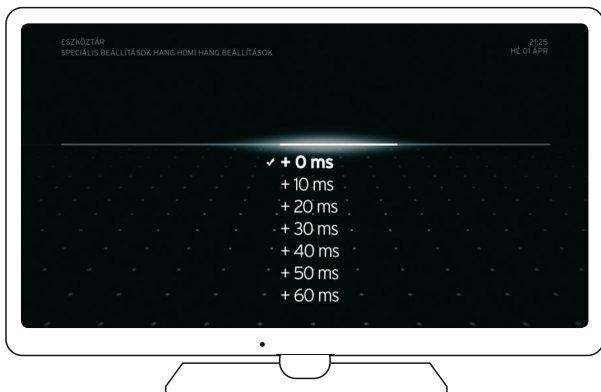 ESZKÖZTÁR
SPECIÁLIS BEÁLLÍTÁSOK HANG HDMI HANG BEÁLLÍTÁSOK
21:25
HÉ 01 ÁPR
✓ + 0 ms
+ 10 ms
+ 20 ms
+ 30 ms
+ 40 ms
+ 50 ms
+ 60 ms